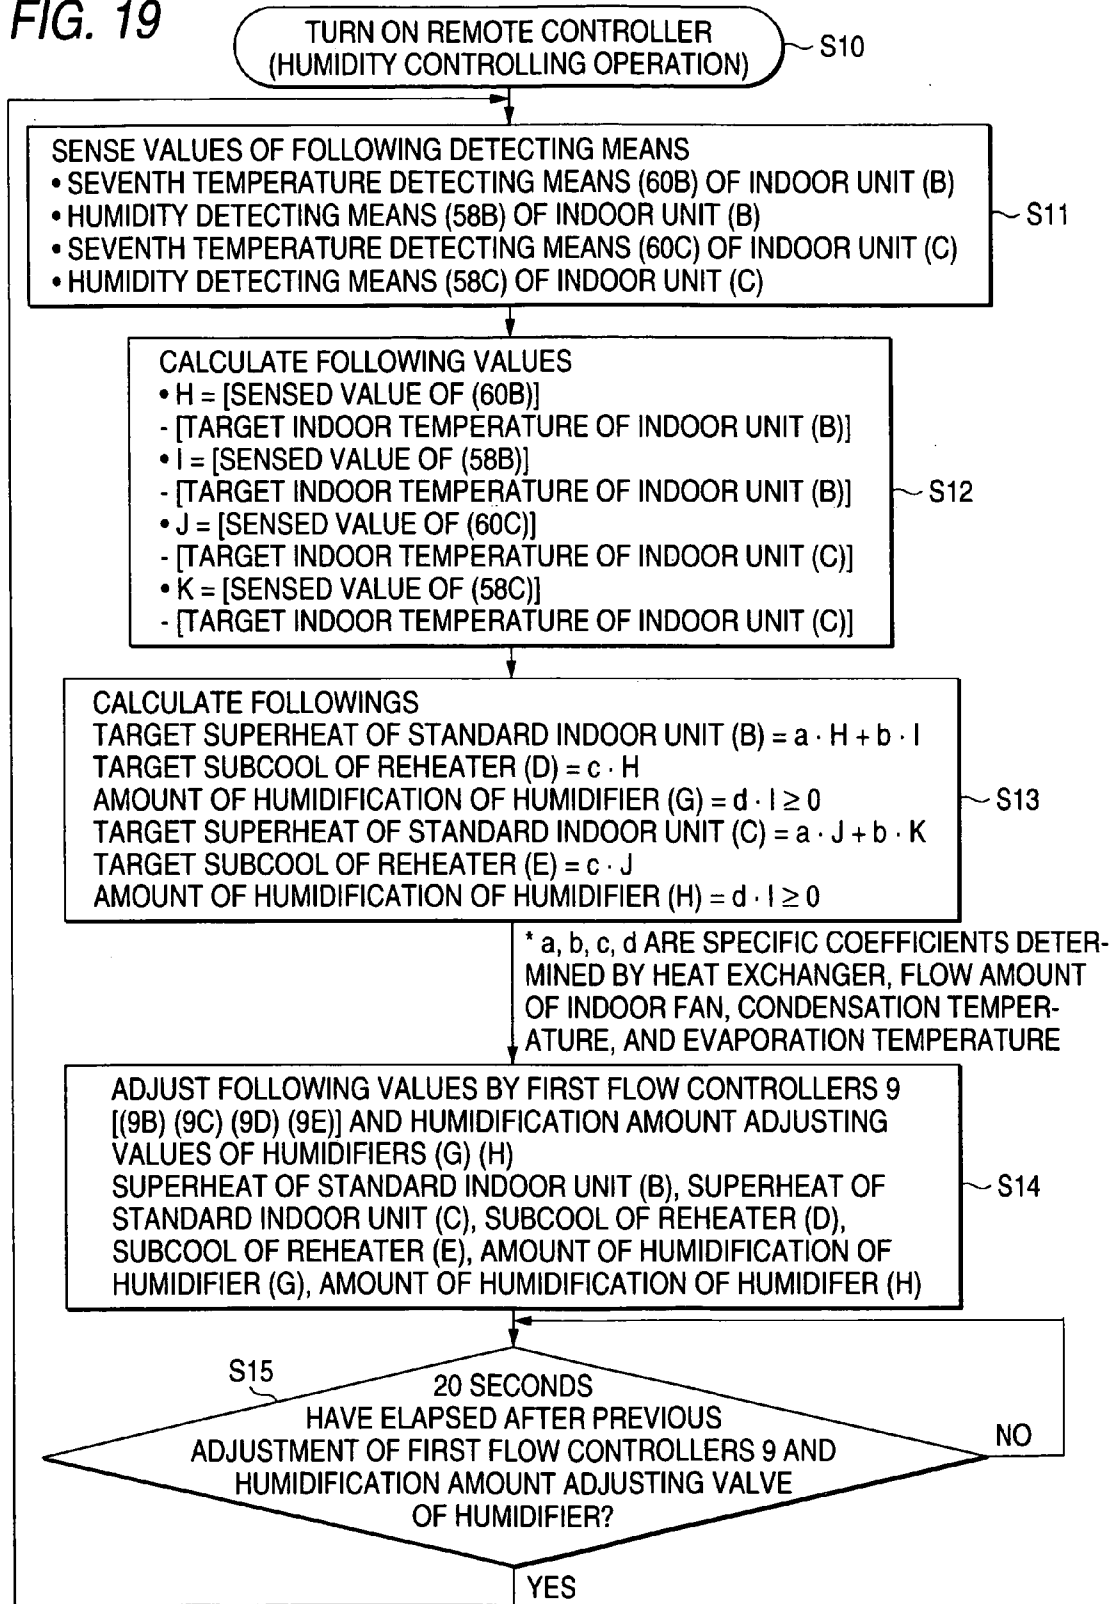 FIG. 19
TURN ON REMOTE CONTROLLER
(HUMIDITY CONTROLLING OPERATION)
S10
SENSE VALUES OF FOLLOWING DETECTING MEANS
• SEVENTH TEMPERATURE DETECTING MEANS (60B) OF INDOOR UNIT (B)
• HUMIDITY DETECTING MEANS (58B) OF INDOOR UNIT (B)
• SEVENTH TEMPERATURE DETECTING MEANS (60C) OF INDOOR UNIT (C)
• HUMIDITY DETECTING MEANS (58C) OF INDOOR UNIT (C)
S11
CALCULATE FOLLOWING VALUES
• H = [SENSED VALUE OF (60B)]
- [TARGET INDOOR TEMPERATURE OF INDOOR UNIT (B)]
• I = [SENSED VALUE OF (58B)]
- [TARGET INDOOR TEMPERATURE OF INDOOR UNIT (B)]
• J = [SENSED VALUE OF (60C)]
- [TARGET INDOOR TEMPERATURE OF INDOOR UNIT (C)]
• K = [SENSED VALUE OF (58C)]
- [TARGET INDOOR TEMPERATURE OF INDOOR UNIT (C)]
S12
CALCULATE FOLLOWINGS
TARGET SUPERHEAT OF STANDARD INDOOR UNIT (B) = a · H + b · I
TARGET SUBCOOL OF REHEATER (D) = c · H
AMOUNT OF HUMIDIFICATION OF HUMIDIFIER (G) = d · I ≥ 0
TARGET SUPERHEAT OF STANDARD INDOOR UNIT (C) = a · J + b · K
TARGET SUBCOOL OF REHEATER (E) = c · J
AMOUNT OF HUMIDIFICATION OF HUMIDIFIER (H) = d · I ≥ 0
S13
* a, b, c, d ARE SPECIFIC COEFFICIENTS DETER-
MINED BY HEAT EXCHANGER, FLOW AMOUNT
OF INDOOR FAN, CONDENSATION TEMPER-
ATURE, AND EVAPORATION TEMPERATURE
ADJUST FOLLOWING VALUES BY FIRST FLOW CONTROLLERS 9
[(9B) (9C) (9D) (9E)] AND HUMIDIFICATION AMOUNT ADJUSTING
VALUES OF HUMIDIFIERS (G) (H)
SUPERHEAT OF STANDARD INDOOR UNIT (B), SUPERHEAT OF
STANDARD INDOOR UNIT (C), SUBCOOL OF REHEATER (D),
SUBCOOL OF REHEATER (E), AMOUNT OF HUMIDIFICATION OF
HUMIDIFIER (G), AMOUNT OF HUMIDIFICATION OF HUMIDIFER (H)
S14
S15
20 SECONDS
HAVE ELAPSED AFTER PREVIOUS
ADJUSTMENT OF FIRST FLOW CONTROLLERS 9 AND
HUMIDIFICATION AMOUNT ADJUSTING VALVE
OF HUMIDIFIER?
NO
YES